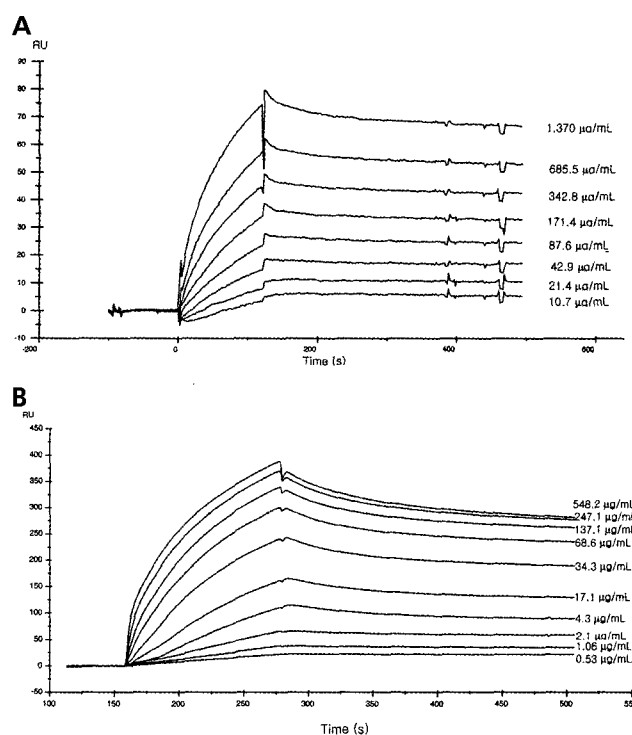 A
RU
90
80
70
60
50
40
30
20
10
0
-10
-200
0
200
400
600
Time (s)
1.370 µg/mL
685.5 µg/mL
342.8 µg/mL
171.4 µg/mL
87.6 µg/mL
42.9 µg/mL
21.4 µg/mL
10.7 µg/mL
B
RU
450
400
350
300
250
200
150
100
50
0
-50
100
150
200
250
300
350
400
450
500
550
Time (s)
548.2 µg/mL
247.1 µg/mL
137.1 µg/mL
68.6 µg/mL
34.3 µg/mL
17.1 µg/mL
4.3 µg/mL
2.1 µg/mL
1.06 µg/mL
0.53 µg/mL